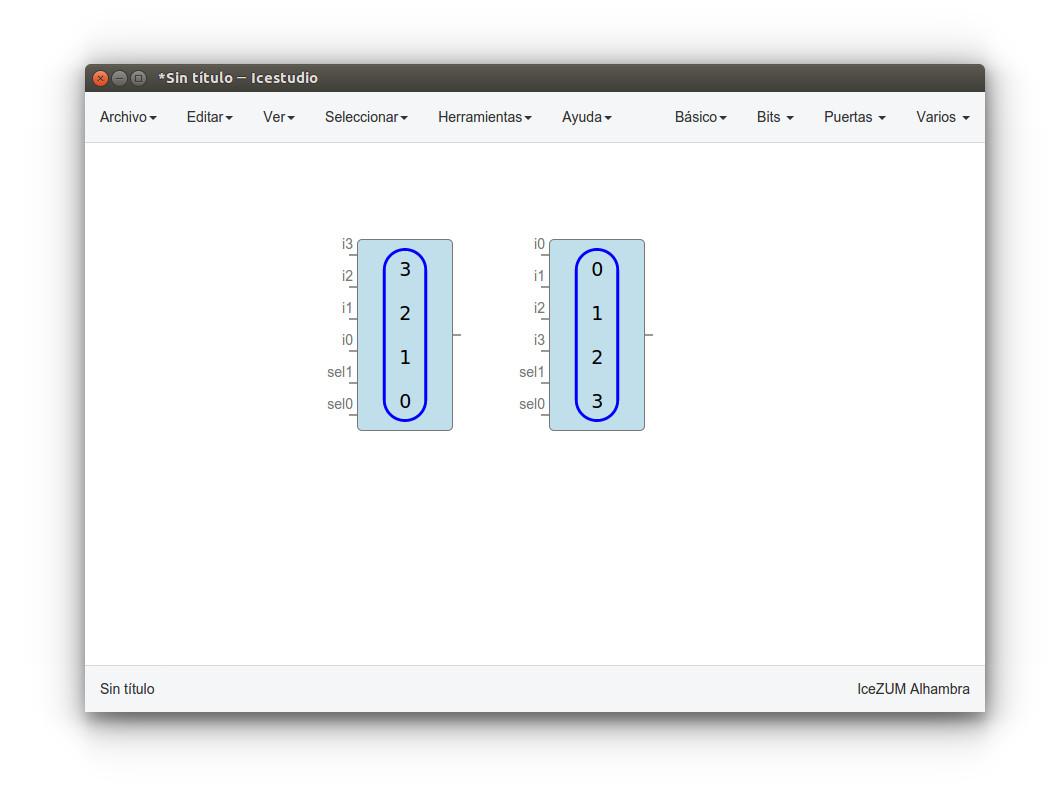 *Sin título – Icestudio
Archivo Editar Ver Seleccionar Herramientas Ayuda Básico Bits Puertas Varios
i3
i2
i1
i0
sel1
sel0
3
2
1
0
i0
i1
i2
i3
sel1
sel0
0
1
2
3
Sin título IceZUM Alhambra